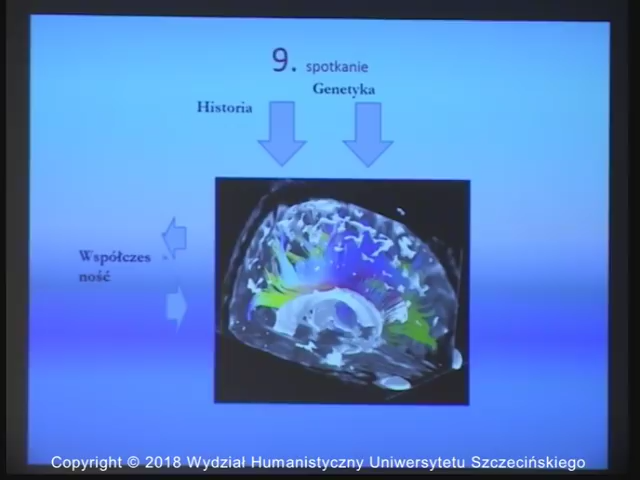 9. spotkanie
Genetyka
Historia
Współczes
ność
Copyright © 2018 Wydział Humanistyczny Uniwersytetu Szczecińskiego